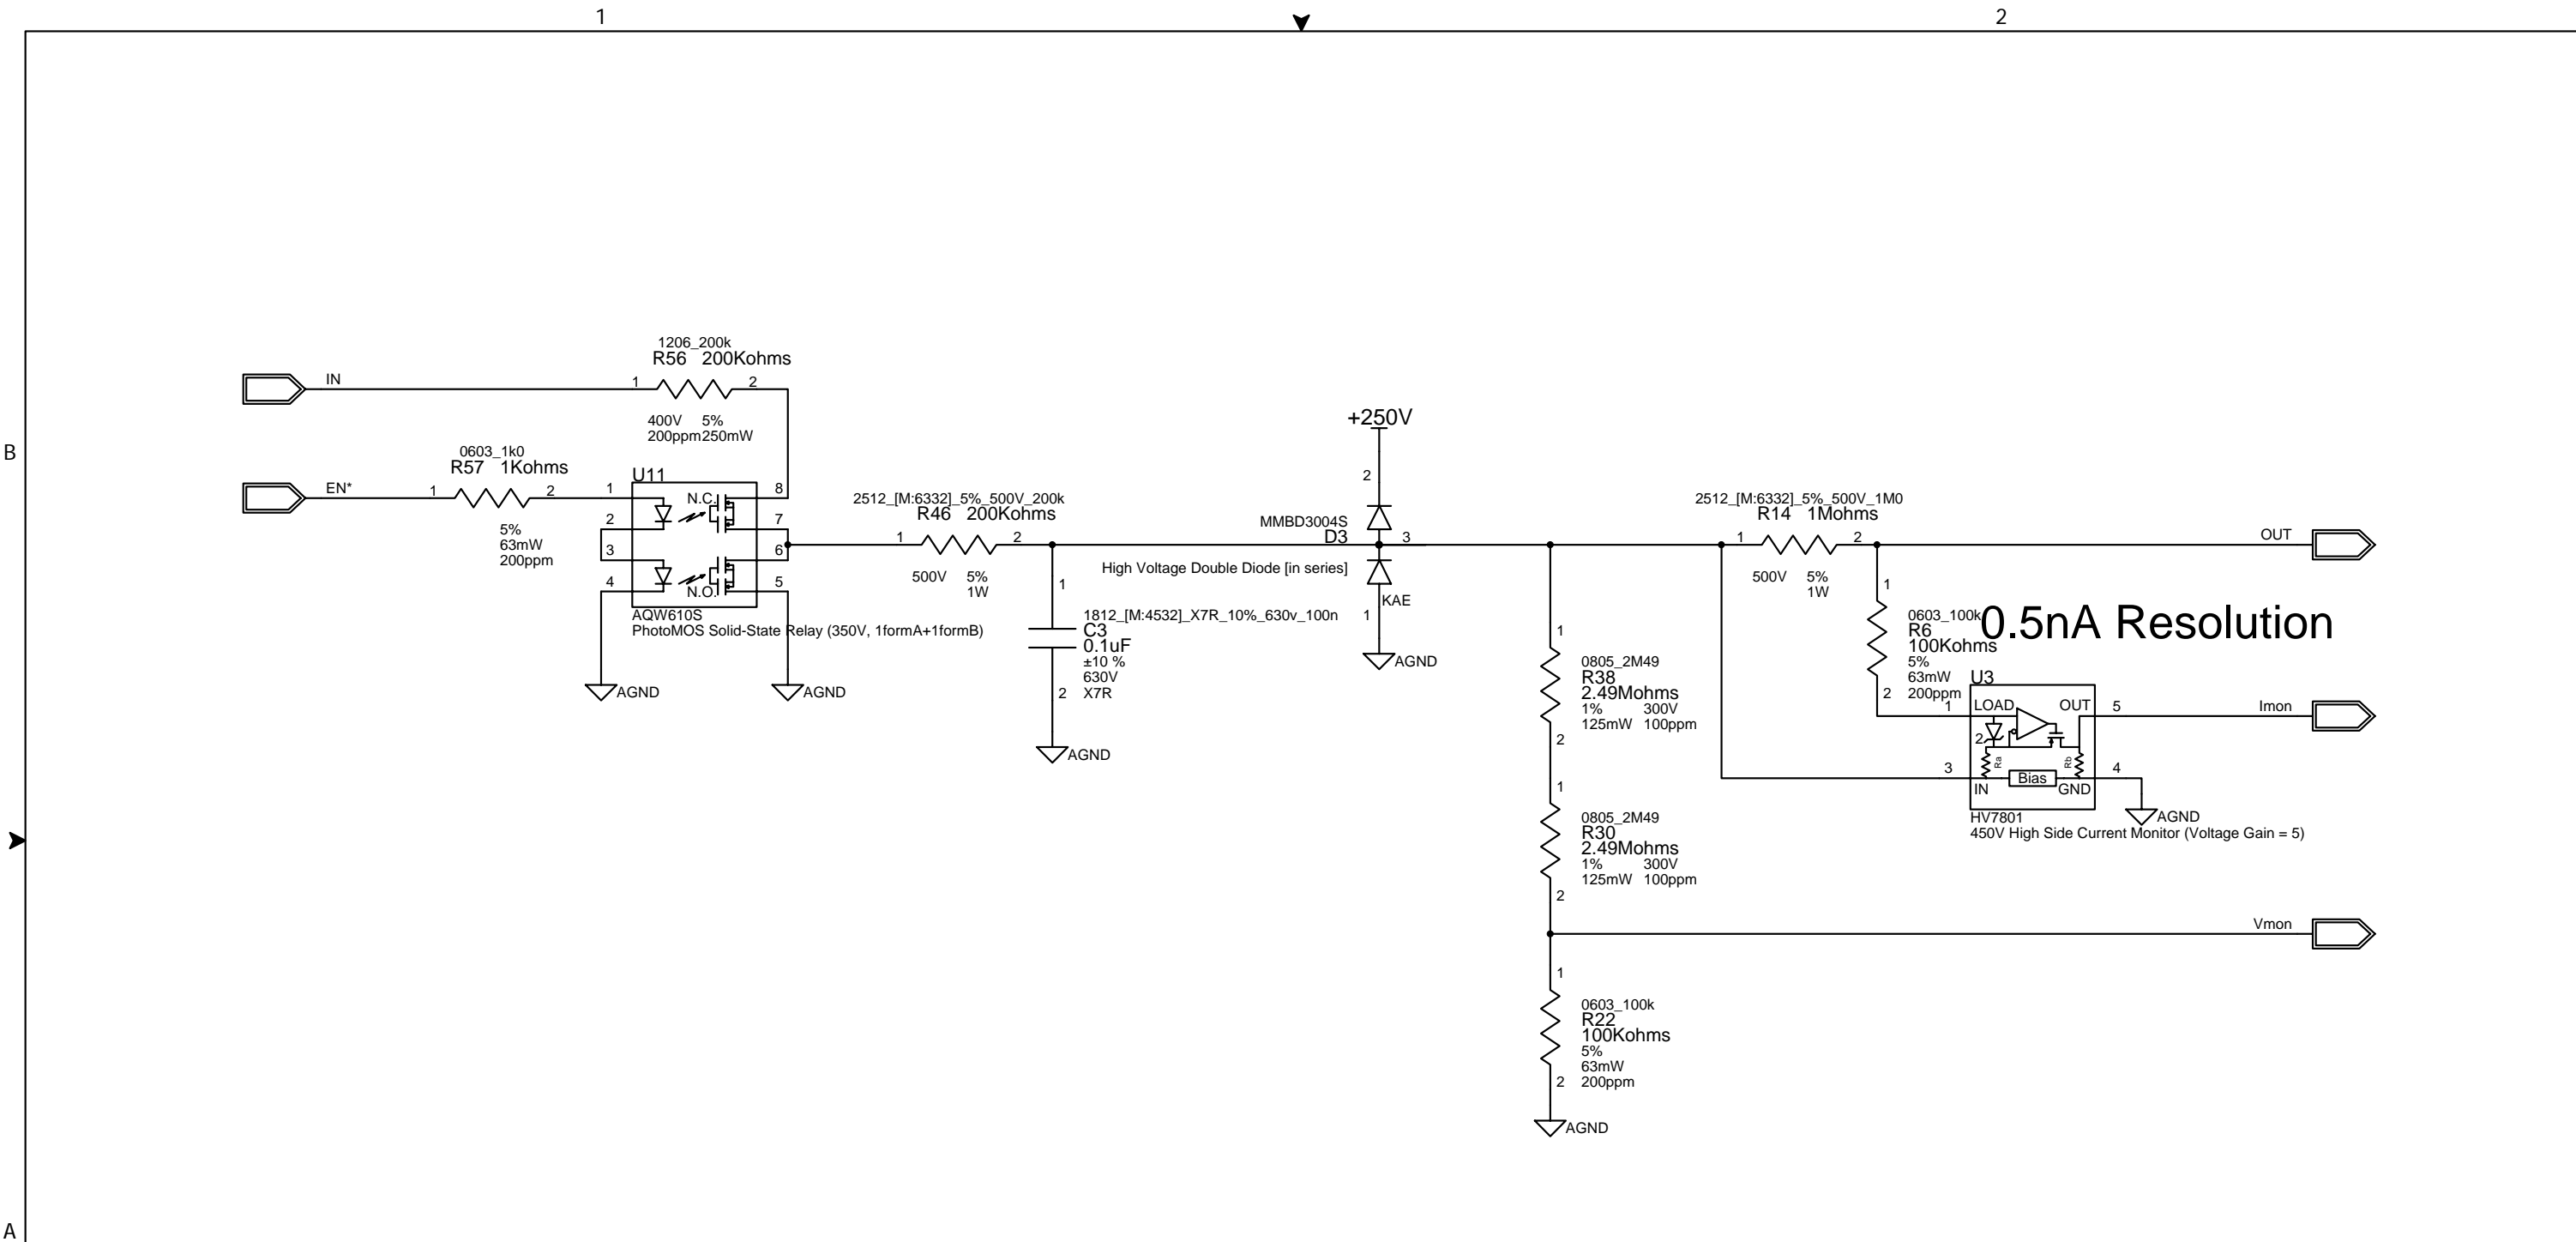 1
2
B
A
1206_200k
R56 200Kohms
IN
1
2
400V 5%
200ppm250mW
0603_1k0
R57 1Kohms
EN*
1
2
5%
63mW
200ppm
U11
1
2
3
4
8
7
6
5
N.C.
N.O.
AQW610S
PhotoMOS Solid-State Relay (350V, 1formA+1formB)
AGND
AGND
2512_[M:6332]_5%_500V_200k
R46 200Kohms
1
2
500V 5%
1W
1
1812_[M:4532]_X7R_10%_630v_100n
C3
0.1uF
±10 %
630V
2
X7R
AGND
+250V
2
MMBD3004S
D3
3
High Voltage Double Diode [in series]
KAE
1
AGND
1
0805_2M49
R38
2.49Mohms
1% 300V
125mW 100ppm
2
1
0805_2M49
R30
2.49Mohms
1% 300V
125mW 100ppm
2
1
0603_100k
R22
100Kohms
5%
63mW
2
200ppm
AGND
2512_[M:6332]_5%_500V_1M0
R14 1Mohms
1
2
500V 5%
1W
OUT
1
0603_100k
R6
100Kohms
5%
63mW
2
200ppm
0.5nA Resolution
U3
1
LOAD
OUT
5
Imon
2
Ra
Rb
3
Bias
4
IN
GND
AGND
HV7801
450V High Side Current Monitor (Voltage Gain = 5)
Vmon